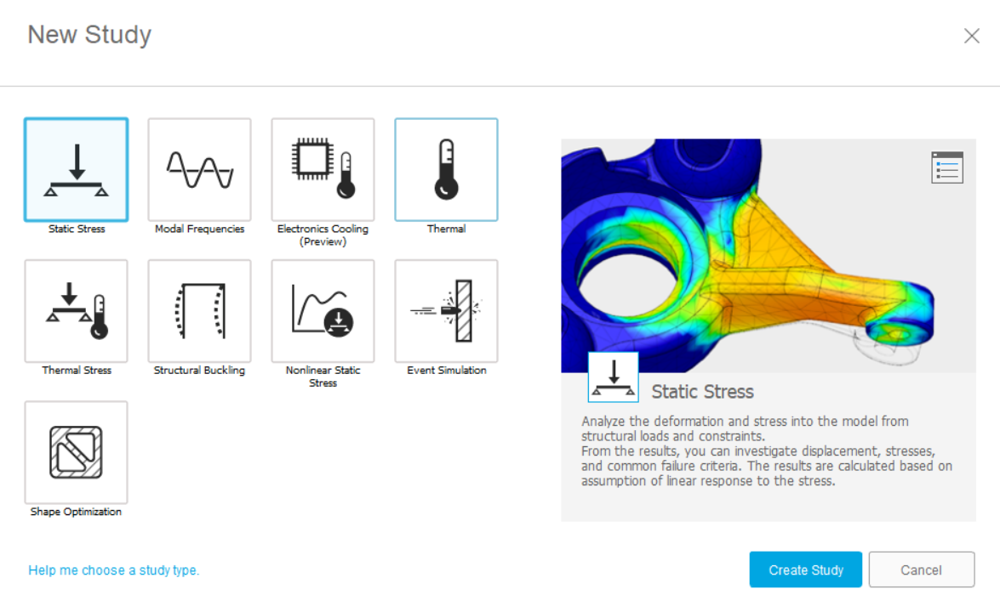 New Study
Static Stress
Modal Frequencies
Electronics Cooling
(Preview)
Thermal
Thermal Stress
Structural Buckling
Nonlinear Static
Stress
Event Simulation
Shape Optimization
Static Stress
Analyze the deformation and stress into the model from
structural loads and constraints.
From the results, you can investigate displacement, stresses,
and common failure criteria. The results are calculated based on
assumption of linear response to the stress.
Help me choose a study type.
Create Study
Cancel